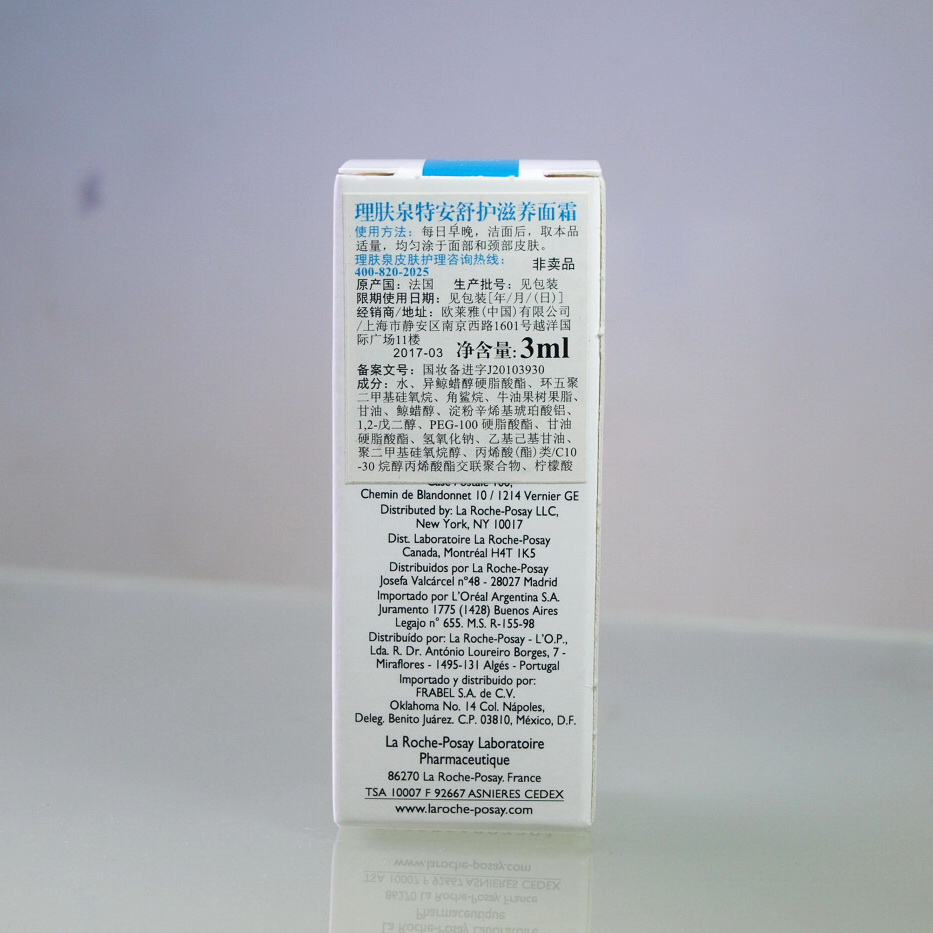 理肤泉特安舒护滋养面霜
使用方法：每日早晚，洁面后，取本品
适量，均匀涂于面部和颈部皮肤。
理肤泉皮肤护理咨询热线：
400-820-2025
非卖品
原产国：法国 生产批号：见包装
限期使用日期：见包装[年/月/(日)]
经销商/地址：欧莱雅(中国)有限公司
/上海市静安区南京西路1601号越洋国
际广场11楼
2017-03 净含量:3ml
备案文号：国妆备进字J20103930
成分：水、异鲸蜡醇硬脂酸酯、环五聚
二甲基硅氧烷、角鲨烷、牛油果树果脂、
甘油、鲸蜡醇、淀粉辛烯基琥珀酸铝、
1,2-戊二醇、PEG-100 硬脂酸酯、甘油
硬脂酸酯、氢氧化钠、乙基己基甘油、
聚二甲基硅氧烷醇、丙烯酸(酯)类/C10
-30 烷醇丙烯酸酯交联聚合物、柠檬酸
Chemin de Blandonnet 10 / 1214 Vernier GE
Distributed by: La Roche-Posay LLC,
New York, NY 10017
Dist. Laboratoire La Roche-Posay
Canada, Montréal H4T 1K5
Distribuidos por La Roche-Posay
Josefa Valcárcel nº48 - 28027 Madrid
Importado por L'Oréal Argentina S.A.
Juramento 1775 (1428) Buenos Aires
Legajo n° 655. M.S. R-155-98
Distribuído por: La Roche-Posay - L'O.P.,
Lda. R. Dr. António Loureiro Borges, 7 -
Miraflores - 1495-131 Algés - Portugal
Importado y distribuido por:
FRABEL S.A. de C.V.
Oklahoma No. 14 Col. Nápoles,
Deleg. Benito Juárez. C.P. 03810, México, D.F.
La Roche-Posay Laboratoire
Pharmaceutique
86270 La Roche-Posay. France
TSA 10007 F 92667 ASNIERES CEDEX
www.laroche-posay.com